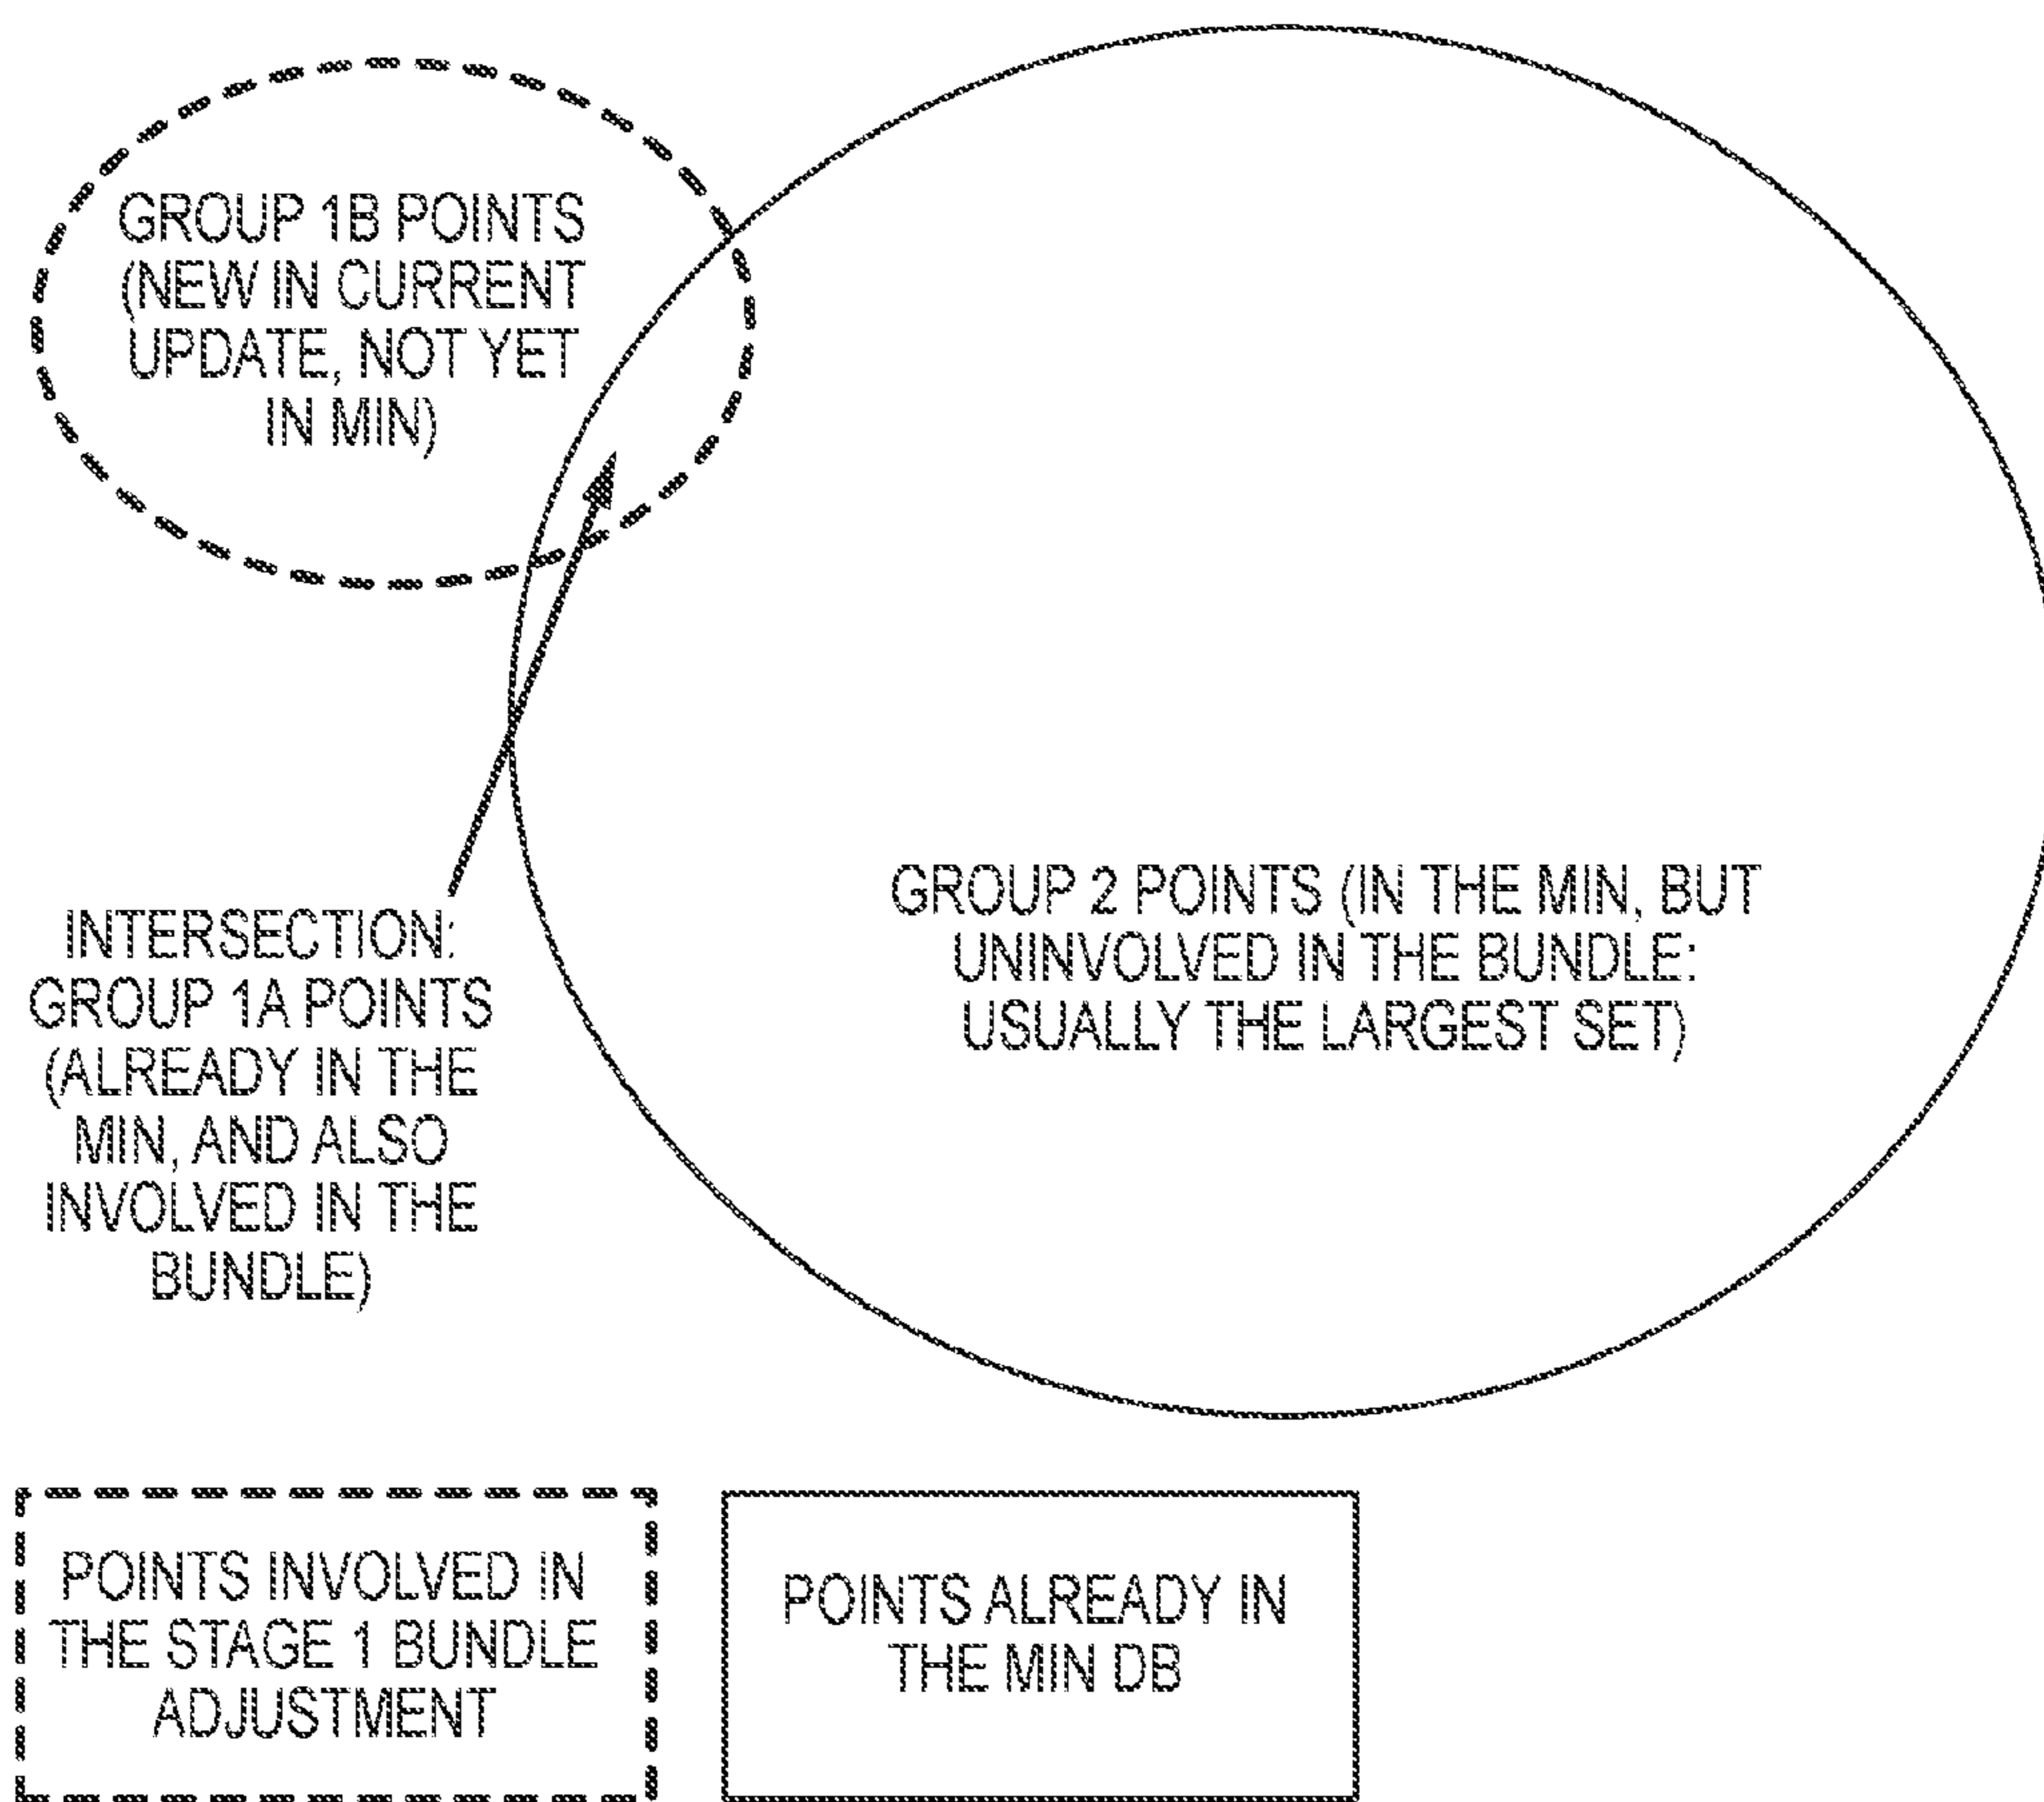 GROUP 1B POINTS
(NEW IN CURRENT
UPDATE, NOT YET
IN MIN)
GROUP 2 POINTS (IN THE MIN, BUT
UNINVOLVED IN THE BUNDLE:
USUALLY THE LARGEST SET)
INTERSECTION:
GROUP 1A POINTS
(ALREADY IN THE
MIN, AND ALSO
INVOLVED IN THE
BUNDLE)
POINTS INVOLVED IN
THE STAGE 1 BUNDLE
ADJUSTMENT
POINTS ALREADY IN
THE MIN DB